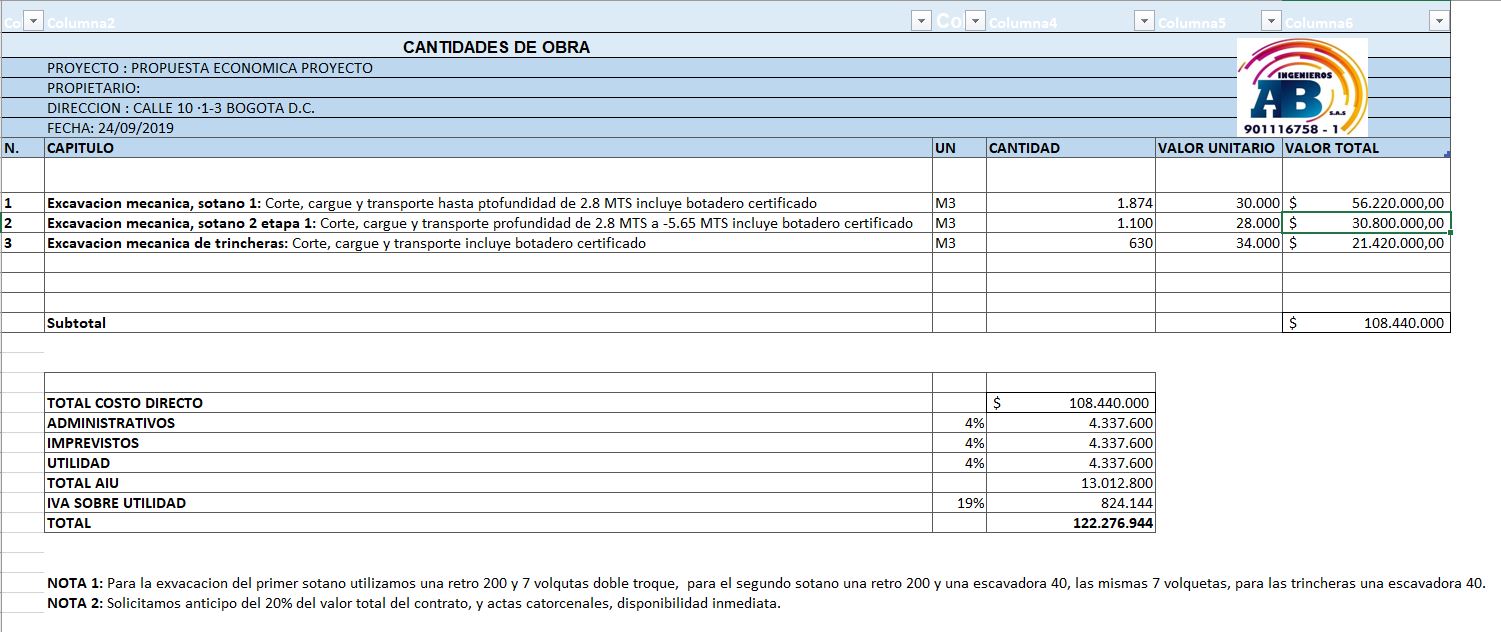 Co Columna2 Co Columna4 Columna5 Columna6
CANTIDADES DE OBRA
PROYECTO : PROPUESTA ECONOMICA PROYECTO
PROPIETARIO:
DIRECCION : CALLE 10 -1-3 BOGOTA D.C.
FECHA: 24/09/2019
INGENIEROS
AB
S.A.S
901116758 - 1
N. CAPITULO UN CANTIDAD VALOR UNITARIO VALOR TOTAL
1 Excavacion mecanica, sotano 1: Corte, cargue y transporte hasta ptofundidad de 2.8 MTS incluye botadero certificado M3 1.874 30.000 $ 56.220.000,00
2 Excavacion mecanica, sotano 2 etapa 1: Corte, cargue y transporte profundidad de 2.8 MTS a -5.65 MTS incluye botadero certificado M3 1.100 28.000 $ 30.800.000,00
3 Excavacion mecanica de trincheras: Corte, cargue y transporte incluye botadero certificado M3 630 34.000 $ 21.420.000,00
Subtotal $ 108.440.000
TOTAL COSTO DIRECTO $ 108.440.000
ADMINISTRATIVOS 4% 4.337.600
IMPREVISTOS 4% 4.337.600
UTILIDAD 4% 4.337.600
TOTAL AIU 13.012.800
IVA SOBRE UTILIDAD 19% 824.144
TOTAL 122.276.944
NOTA 1: Para la exvacacion del primer sotano utilizamos una retro 200 y 7 volqutas doble troque, para el segundo sotano una retro 200 y una escavadora 40, las mismas 7 volquetas, para las trincheras una escavadora 40.
NOTA 2: Solicitamos anticipo del 20% del valor total del contrato, y actas catorcenales, disponibilidad inmediata.